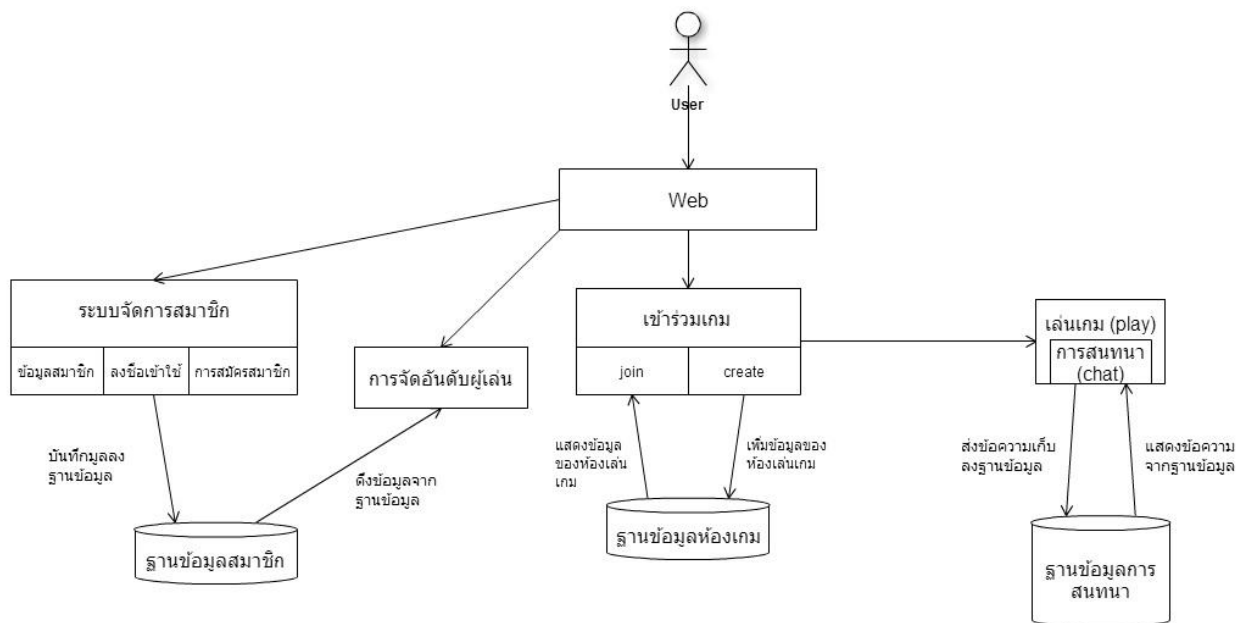 User
Web
ระบบจัดการสมาชิก
ข้อมูลสมาชิก
ลงชื่อเข้าใช้
การสมัครสมาชิก
การจัดอันดับผู้เล่น
เข้าร่วมเกม
join
create
เล่นเกม (play)
การสนทนา
(chat)
บันทึกมูลลง
ฐานข้อมูล
ดึงข้อมูลจาก
ฐานข้อมูล
แสดงข้อมูล
ของห้องเล่น
เกม
เพิ่มข้อมูลของ
ห้องเล่นเกม
ส่งข้อความเก็บ
ลงฐานข้อมูล
แสดงข้อความ
จากฐานข้อมูล
ฐานข้อมูลสมาชิก
ฐานข้อมูลห้องเกม
ฐานข้อมูลการ
สนทนา